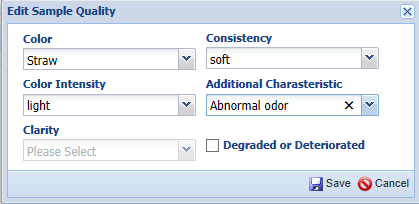 Edit Sample Quality
Color
Consistency
Straw
soft
Color Intensity
Additional Charasteristic
light
Abnormal odor
Clarity
Please Select
Degraded or Deteriorated
Save
Cancel